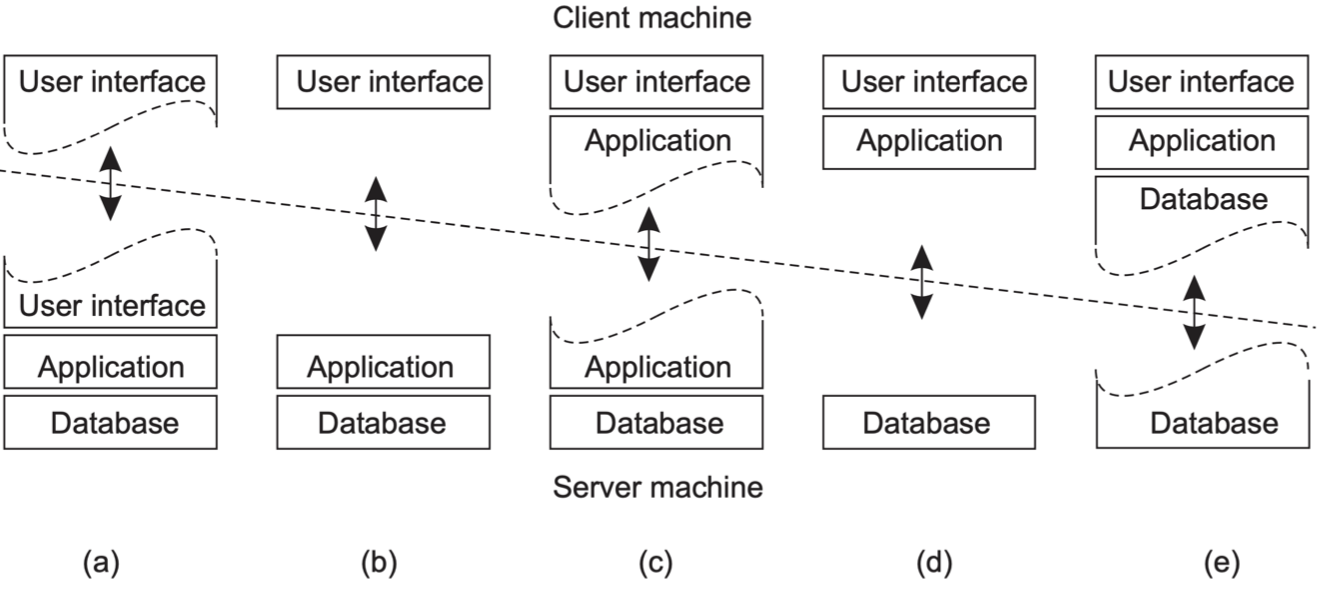 Client machine
User interface
User interface
User interface
User interface
User interface
Application
Application
Application
Database
User interface
Application
Application
Application
Database
Database
Database
Database
Database
Server machine
(a)
(b)
(c)
(d)
(e)